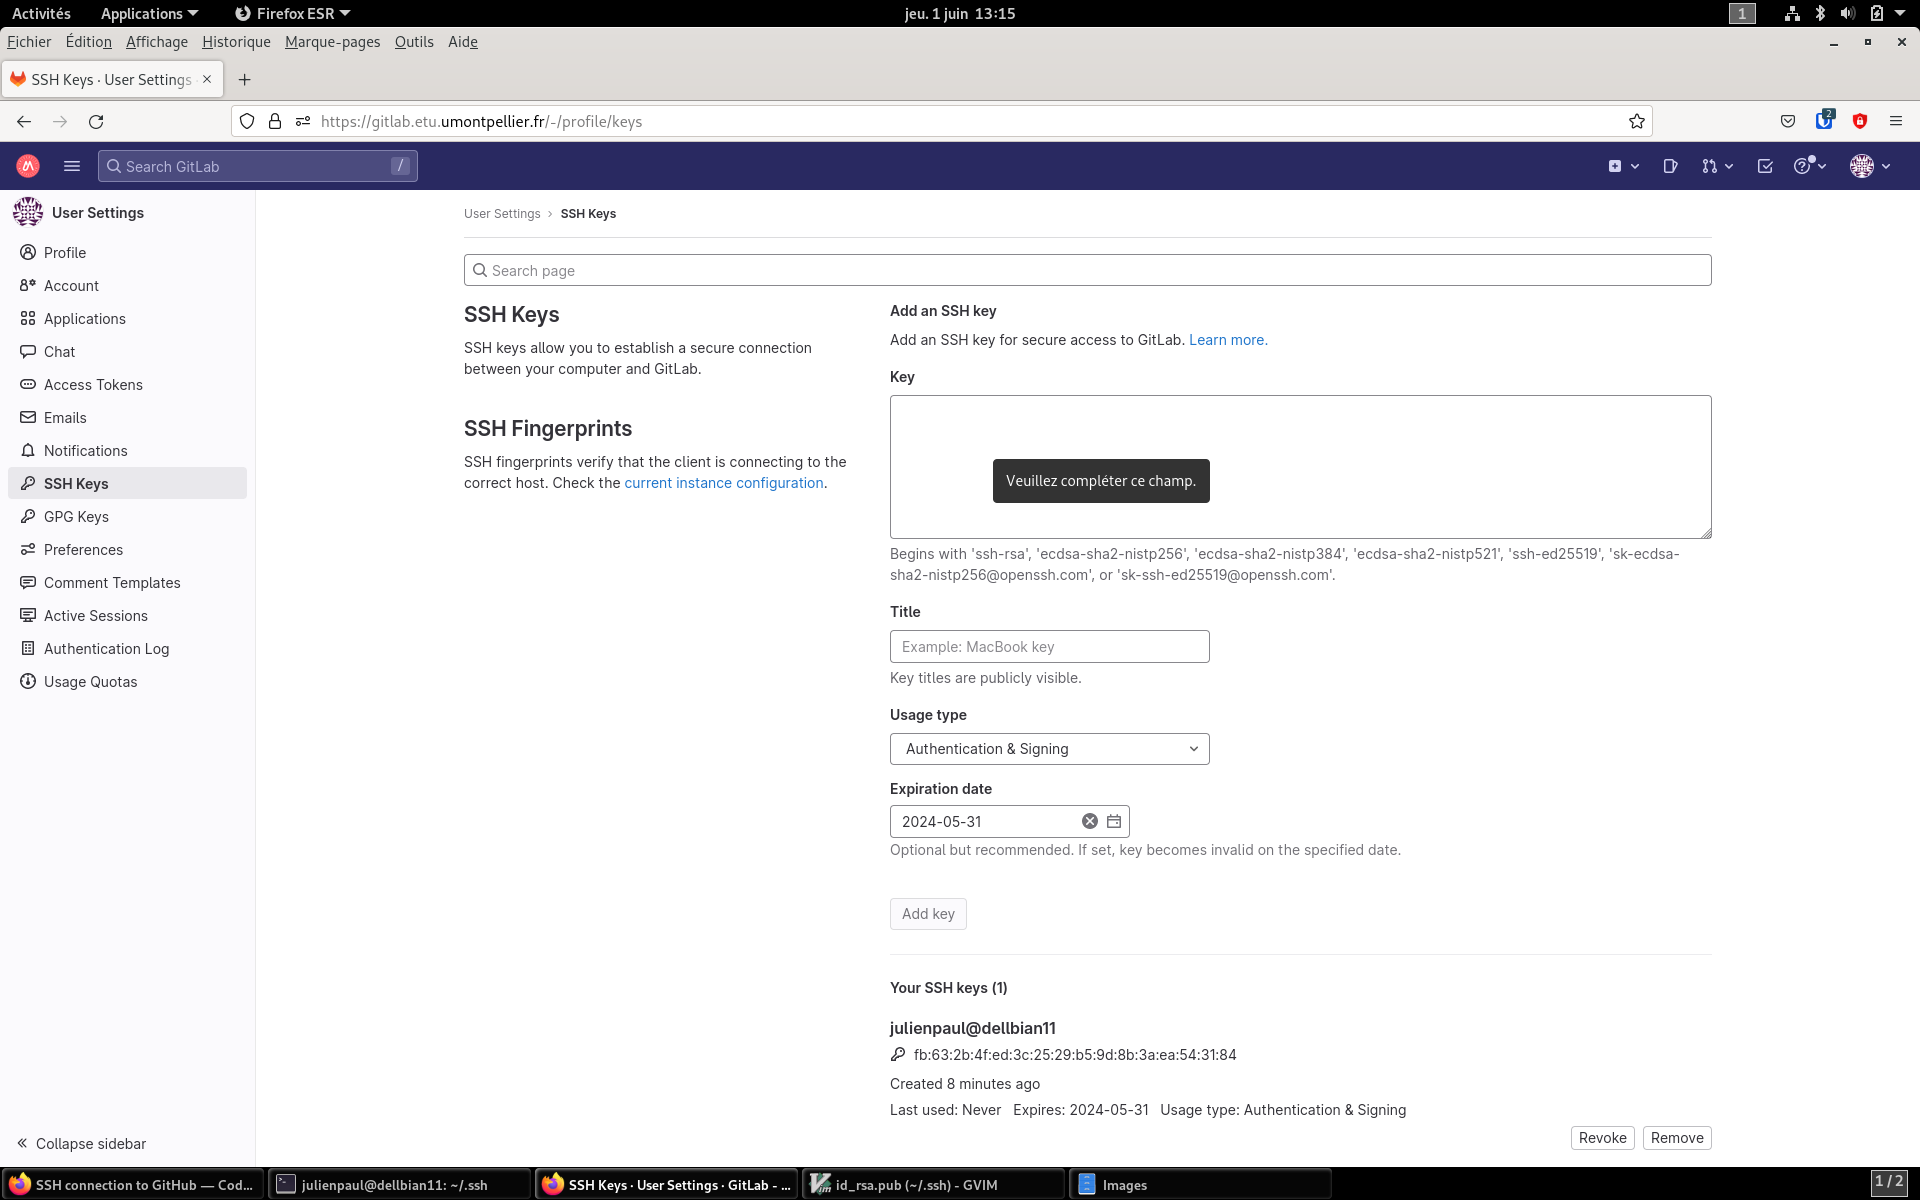 Activités
Applications
Firefox ESR
jeu. 1 juin 13:15
1
Fichier
Édition
Affichage
Historique
Marque-pages
Outils
Aide
SSH Keys · User Settings
https://gitlab.etu.umontpellier.fr/-/profile/keys
2
Search GitLab
/
User Settings
Profile
Account
Applications
Chat
Access Tokens
Emails
Notifications
SSH Keys
GPG Keys
Preferences
Comment Templates
Active Sessions
Authentication Log
Usage Quotas
Collapse sidebar
User Settings › SSH Keys
Search page
SSH Keys
SSH keys allow you to establish a secure connection
between your computer and GitLab.
SSH Fingerprints
SSH fingerprints verify that the client is connecting to the
correct host. Check the current instance configuration.
Add an SSH key
Add an SSH key for secure access to GitLab. Learn more.
Key
Veuillez compléter ce champ.
Begins with 'ssh-rsa', 'ecdsa-sha2-nistp256', 'ecdsa-sha2-nistp384', 'ecdsa-sha2-nistp521', 'ssh-ed25519', 'sk-ecdsa-
sha2-nistp256@openssh.com', or 'sk-ssh-ed25519@openssh.com'.
Title
Example: MacBook key
Key titles are publicly visible.
Usage type
Authentication & Signing
Expiration date
2024-05-31
Optional but recommended. If set, key becomes invalid on the specified date.
Add key
Your SSH keys (1)
julienpaul@dellbian11
fb:63:2b:4f:ed:3c:25:29:b5:9d:8b:3a:ea:54:31:84
Created 8 minutes ago
Last used: Never Expires: 2024-05-31 Usage type: Authentication & Signing
Revoke
Remove
SSH connection to GitHub — Cod…
julienpaul@dellbian11: ~/.ssh
SSH Keys · User Settings · GitLab - …
id_rsa.pub (~/.ssh) - GVIM
Images
1 / 2